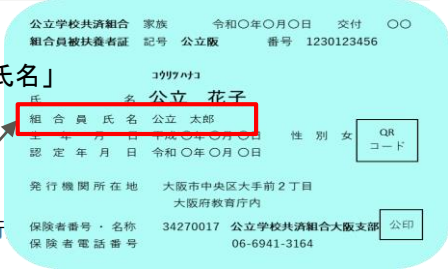 公立学校共済組合 家族 令和〇年〇月〇日 交付 〇〇
組合員被扶養者証 記号 公立阪 番号 1230123456
氏名」
コウリツ ハナコ
氏 名 公立 花子
組合員氏名 公立 太郎
生年月日 平成〇年〇月〇日 性別 女
QR
コード
認定年月日 令和〇年〇月〇日
発行機関所在地 大阪市中央区大手前2丁目
大阪府教育庁内
保険者番号・名称 34270017 公立学校共済組合大阪支部 公印
保険者電話番号 06-6941-3164